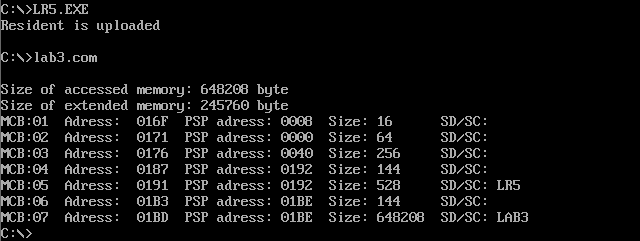 C:\>LR5.EXE
Resident is uploaded
C:\>lab3.com
Size of accessed memory: 648208 byte
Size of extended memory: 245760 byte
MCB:01 Adress: 016F PSP adress: 0008 Size: 16 SD/SC:
MCB:02 Adress: 0171 PSP adress: 0000 Size: 64 SD/SC:
MCB:03 Adress: 0176 PSP adress: 0040 Size: 256 SD/SC:
MCB:04 Adress: 0187 PSP adress: 0192 Size: 144 SD/SC:
MCB:05 Adress: 0191 PSP adress: 0192 Size: 528 SD/SC: LR5
MCB:06 Adress: 01B3 PSP adress: 01BE Size: 144 SD/SC:
MCB:07 Adress: 01BD PSP adress: 01BE Size: 648208 SD/SC: LAB3
C:\>